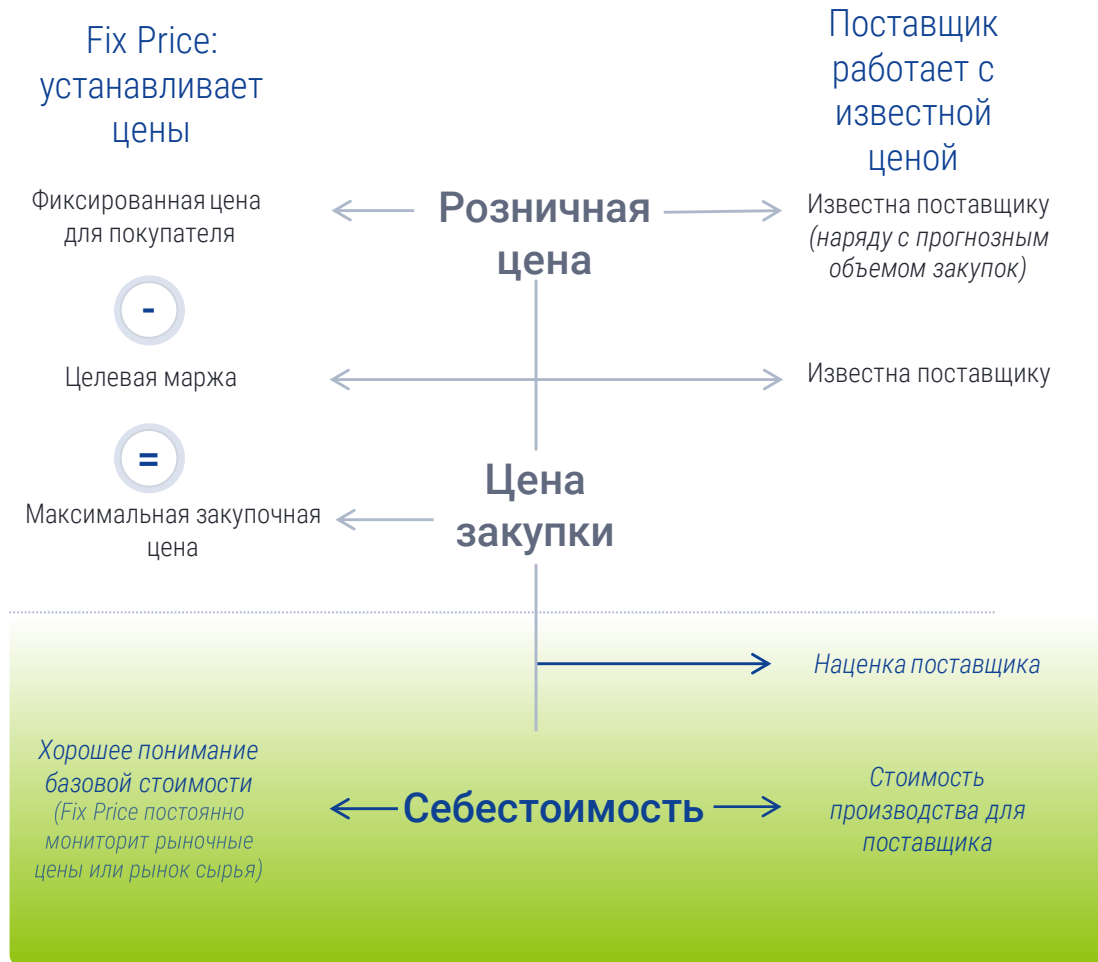 Fix Price:
устанавливает
цены
Поставщик
работает с
известной
ценой
Фиксированная цена
для покупателя
Розничная
цена
Известна поставщику
(наряду с прогнозным
объемом закупок)
-
Целевая маржа
Известна поставщику
=
Цена
закупки
Максимальная закупочная
цена
Наценка поставщика
Хорошее понимание
базовой стоимости
(Fix Price постоянно
мониторит рыночные
цены или рынок сырья)
Себестоимость
Стоимость
производства для
поставщика